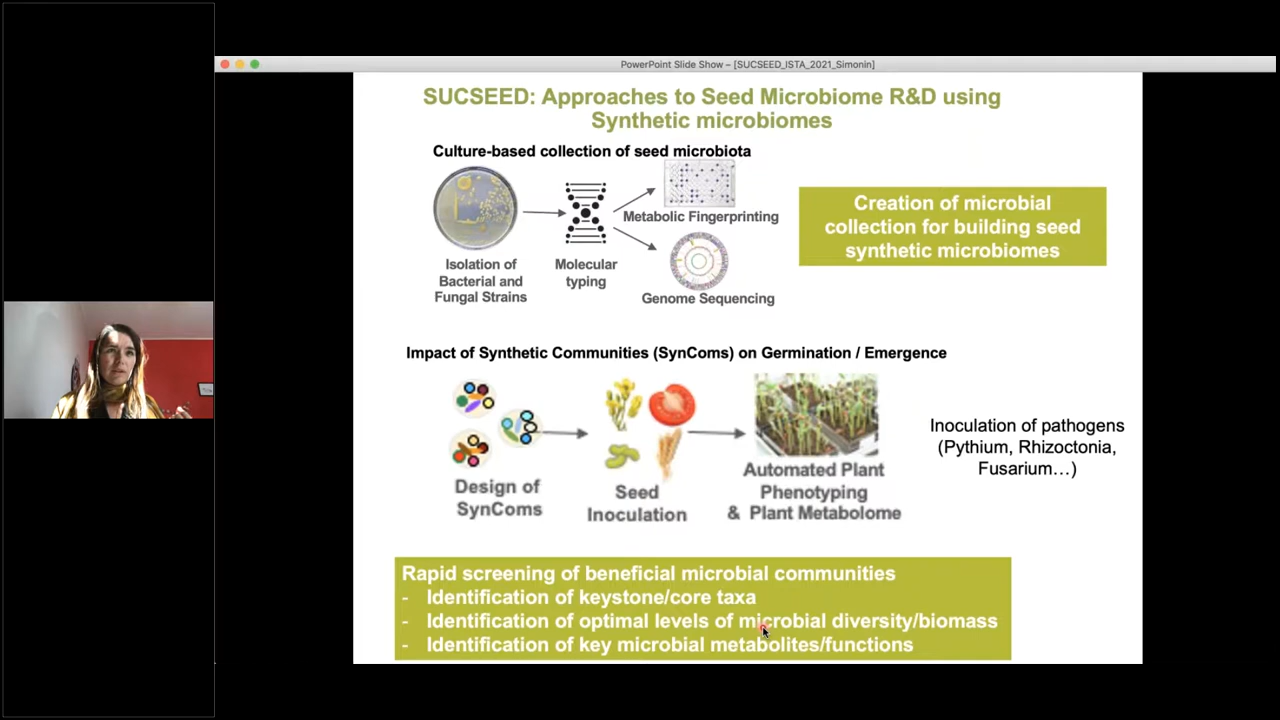 PowerPoint Slide Show – [SUCSEED_ISTA_2021_Simonin]
SUCSEED: Approaches to Seed Microbiome R&D using
Synthetic microbiomes
Culture-based collection of seed microbiota
Metabolic Fingerprinting
Isolation of
Bacterial and
Fungal Strains
Molecular
typing
Genome Sequencing
Creation of microbial
collection for building seed
synthetic microbiomes
Impact of Synthetic Communities (SynComs) on Germination / Emergence
Design of
SynComs
Seed
Inoculation
Automated Plant
Phenotyping
& Plant Metabolome
Inoculation of pathogens
(Pythium, Rhizoctonia,
Fusarium…)
Rapid screening of beneficial microbial communities
- Identification of keystone/core taxa
- Identification of optimal levels of microbial diversity/biomass
- Identification of key microbial metabolites/functions